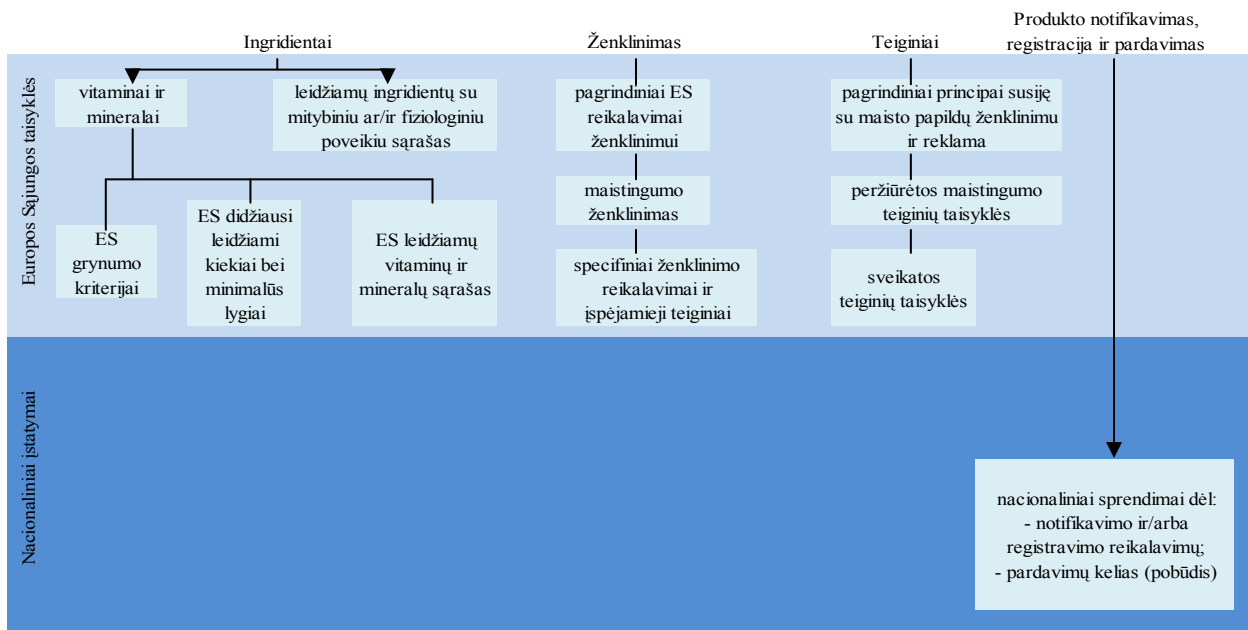 Ingridientai
Ženklinimas
Teiginiai
Produkto notifikavimas,
registracija ir pardavimas
Europos Sąjungos taisyklės
vitaminai ir
mineralai
leidžiamų ingridientų su
mitybiniu ar/ir fiziologiniu
poveikiu sąrašas
pagrindiniai ES
reikalavimai
ženklinimui
pagrindiniai principai susiję
su maisto papildų ženklinimu
ir reklama
maistingumo
ženklinimas
peržiūrėtos maistingumo
teiginių taisyklės
ES
grynumo
kriterijai
ES didžiausi
leidžiami
kiekiai bei
minimalūs
lygiai
ES leidžiamų
vitaminų ir
mineralų sąrašas
specifiniai ženklinimo
reikalavimai ir
įspėjamieji teiginiai
sveikatos
teiginių taisyklės
Nacionaliniai įstatymai
nacionaliniai sprendimai dėl:
- notifikavimo ir/arba
registravimo reikalavimų;
- pardavimų kelias (pobūdis)